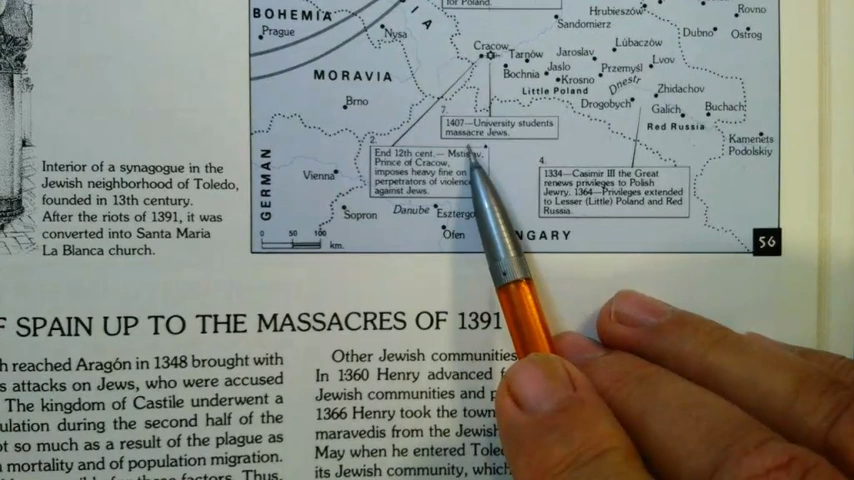 for Poland.
BOHEMIA
Prague
Nysa
I A
Sandomierz
Hrubieszów
Rovno
Dubno
Ostrog
Cracow
Tarnów
Jaroslav
Lúbaczów
MORAVIA
Bochnia
Jaslo
Krosno
Przemyśl
Lvov
Little Poland
Dnestr
Zhidachov
Brno
Drogobych
Galich
Buchach
Red Russia
Kamenets
Podolskiy
7.
1407—University students
massacre Jews.
2.
End 12th cent.— Mstislav,
Prince of Cracow,
imposes heavy fine on
perpetrators of violence
against Jews.
4.
1334—Casimir III the Great
renews privileges to Polish
Jewry. 1364—Privileges extended
to Lesser (Little) Poland and Red
Russia.
GERMAN
Vienna
Sopron
Danube
Esztergo
Ofen
NGARY
0 50 100
km.
56
Interior of a synagogue in the
Jewish neighborhood of Toledo,
founded in 13th century.
After the riots of 1391, it was
converted into Santa Maria
La Blanca church.
F SPAIN UP TO THE MASSACRES OF 1391
h reached Aragón in 1348 brought with
s attacks on Jews, who were accused
The kingdom of Castile underwent a
ulation during the second half of the
ot so much as a result of the plague as
mortality and of population migration.
for these factors. Thus,
Other Jewish communities
In 1360 Henry advanced
Jewish communities and p
1366 Henry took the town
maravedis from the Jewish
May when he entered Tole
its Jewish community, which